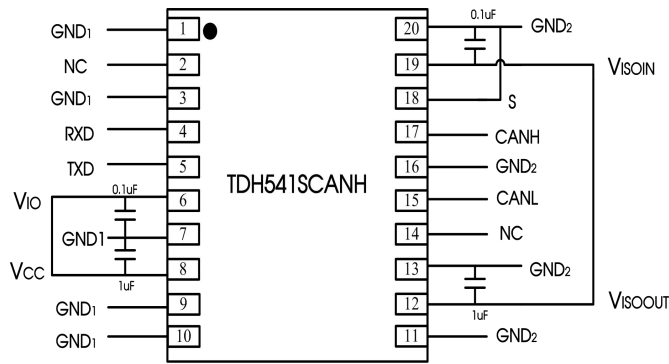 GND1 1 20 0.1uF GND2
NC 2 19 VISOIN
GND1 3 18 S
RXD 4 17 CANH
TXD 5 16 GND2
TDH541SCANH
VIO 0.1uF 6 15 CANL
GND1 7 14 NC
VCC 1uF 8 13 GND2
GND1 9 12 1uF VISOOUT
GND1 10 11 GND2